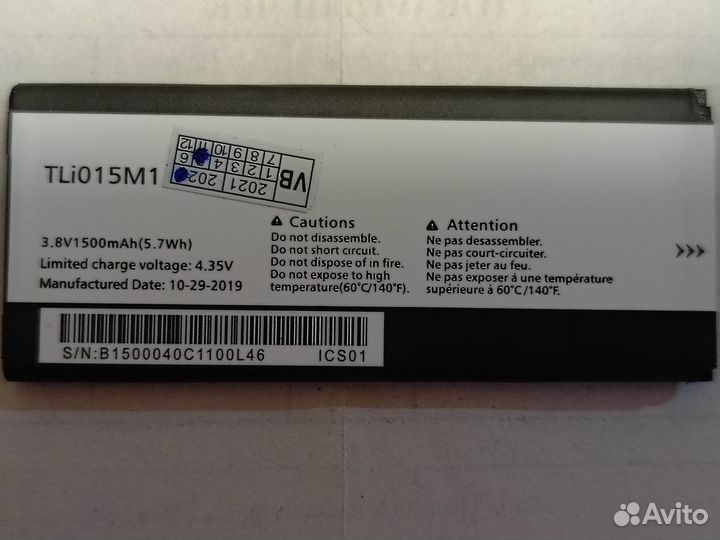 TLi015M1
VB
2021 202
1 2 3 4 6
7 8 9 10 11 12
3.8V1500mAh(5.7Wh)
Limited charge voltage: 4.35V
Manufactured Date: 10-29-2019
Cautions
Do not disassemble.
Do not short circuit.
Do not dispose of in fire.
Do not expose to high
temperature(60°C/140°F).
Attention
Ne pas desassembler.
Ne pas court-circuiter.
Ne pas jeter au feu.
Ne pas exposer à une température
supérieure à 60°C/140°F.
>>>
S/N:B1500040C1100L46 ICS01
Avito